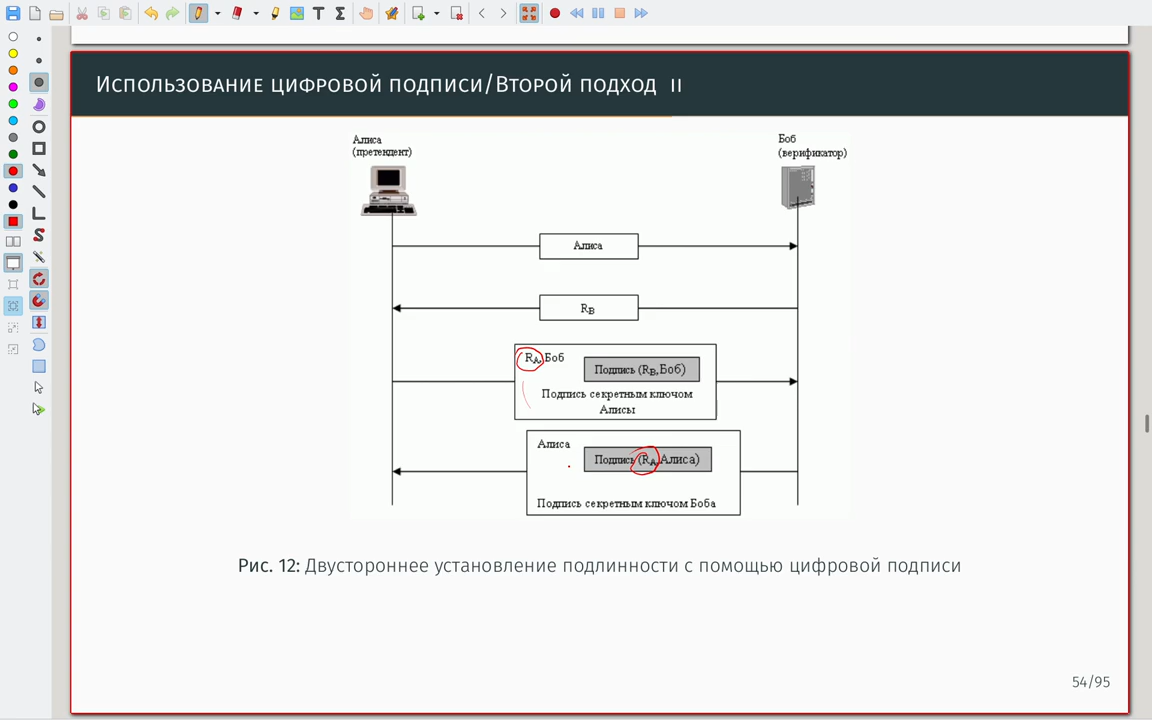 Использование цифровой подписи/Второй подход II
Алиса
(претендент)
Боб
(верификатор)
Алиса
RB
RA, Боб
Подпись (RB, Боб)
Подпись секретным ключом
Алисы
Алиса
Подпись (RA, Алиса)
Подпись секретным ключом Боба
Рис. 12: Двустороннее установление подлинности с помощью цифровой подписи
54/95